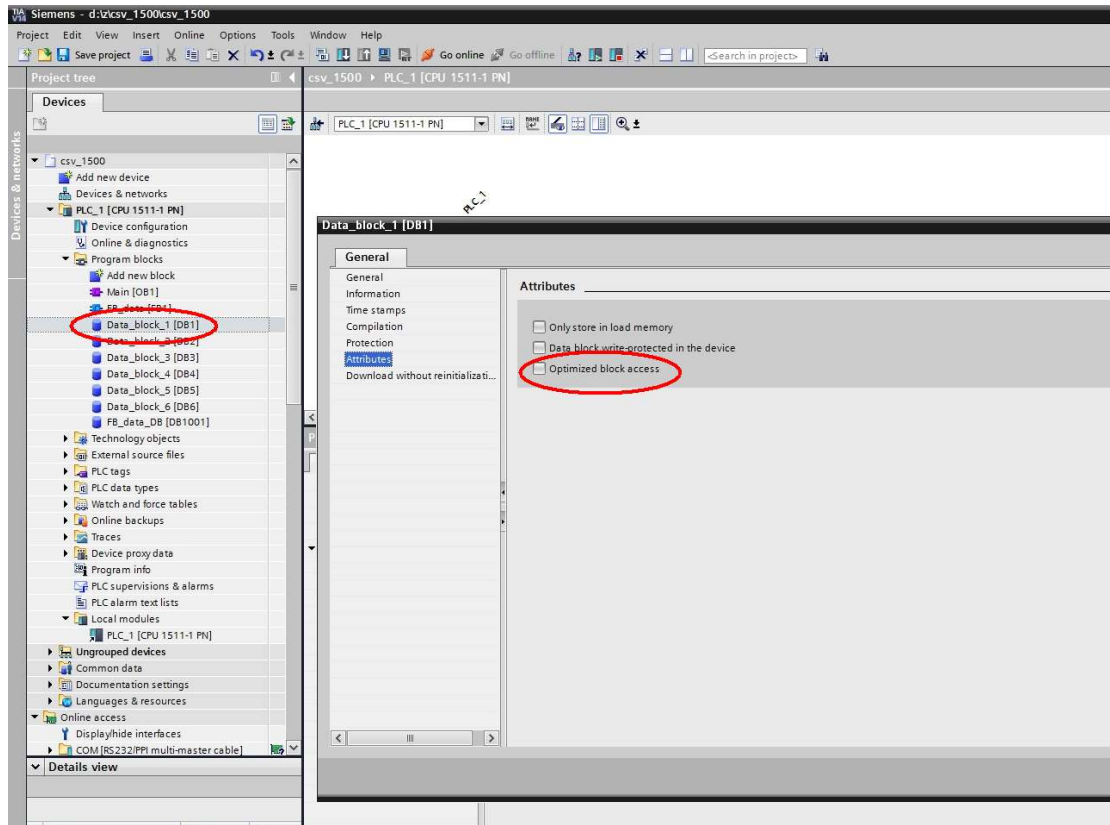 TIA V14 Siemens - d:\z\csv_1500\csv_1500
Project Edit View Insert Online Options Tools Window Help
Save project Go online Go offline <Search in project>
Project tree
csv_1500 PLC_1 [CPU 1511-1 PN]
Devices
PLC_1 [CPU 1511-1 PN]
Devices & networks
csv_1500
Add new device
Devices & networks
PLC_1 [CPU 1511-1 PN]
Device configuration
Online & diagnostics
Program blocks
Add new block
Main [OB1]
FB_data [FB1]
Data_block_1 [DB1]
Data_block_2 [DB2]
Data_block_3 [DB3]
Data_block_4 [DB4]
Data_block_5 [DB5]
Data_block_6 [DB6]
FB_data_DB [DB1001]
Technology objects
External source files
PLC tags
PLC data types
Watch and force tables
Online backups
Traces
Device proxy data
Program info
PLC supervisions & alarms
PLC alarm text lists
Local modules
PLC_1 [CPU 1511-1 PN]
Ungrouped devices
Common data
Documentation settings
Languages & resources
Online access
Display/hide interfaces
COM [RS232/PPI multi-master cable]
Details view
PLC_1
Data_block_1 [DB1]
General
General
Information
Time stamps
Compilation
Protection
Attributes
Download without reinitializati...
Attributes
Only store in load memory
Data block write-protected in the device
Optimized block access